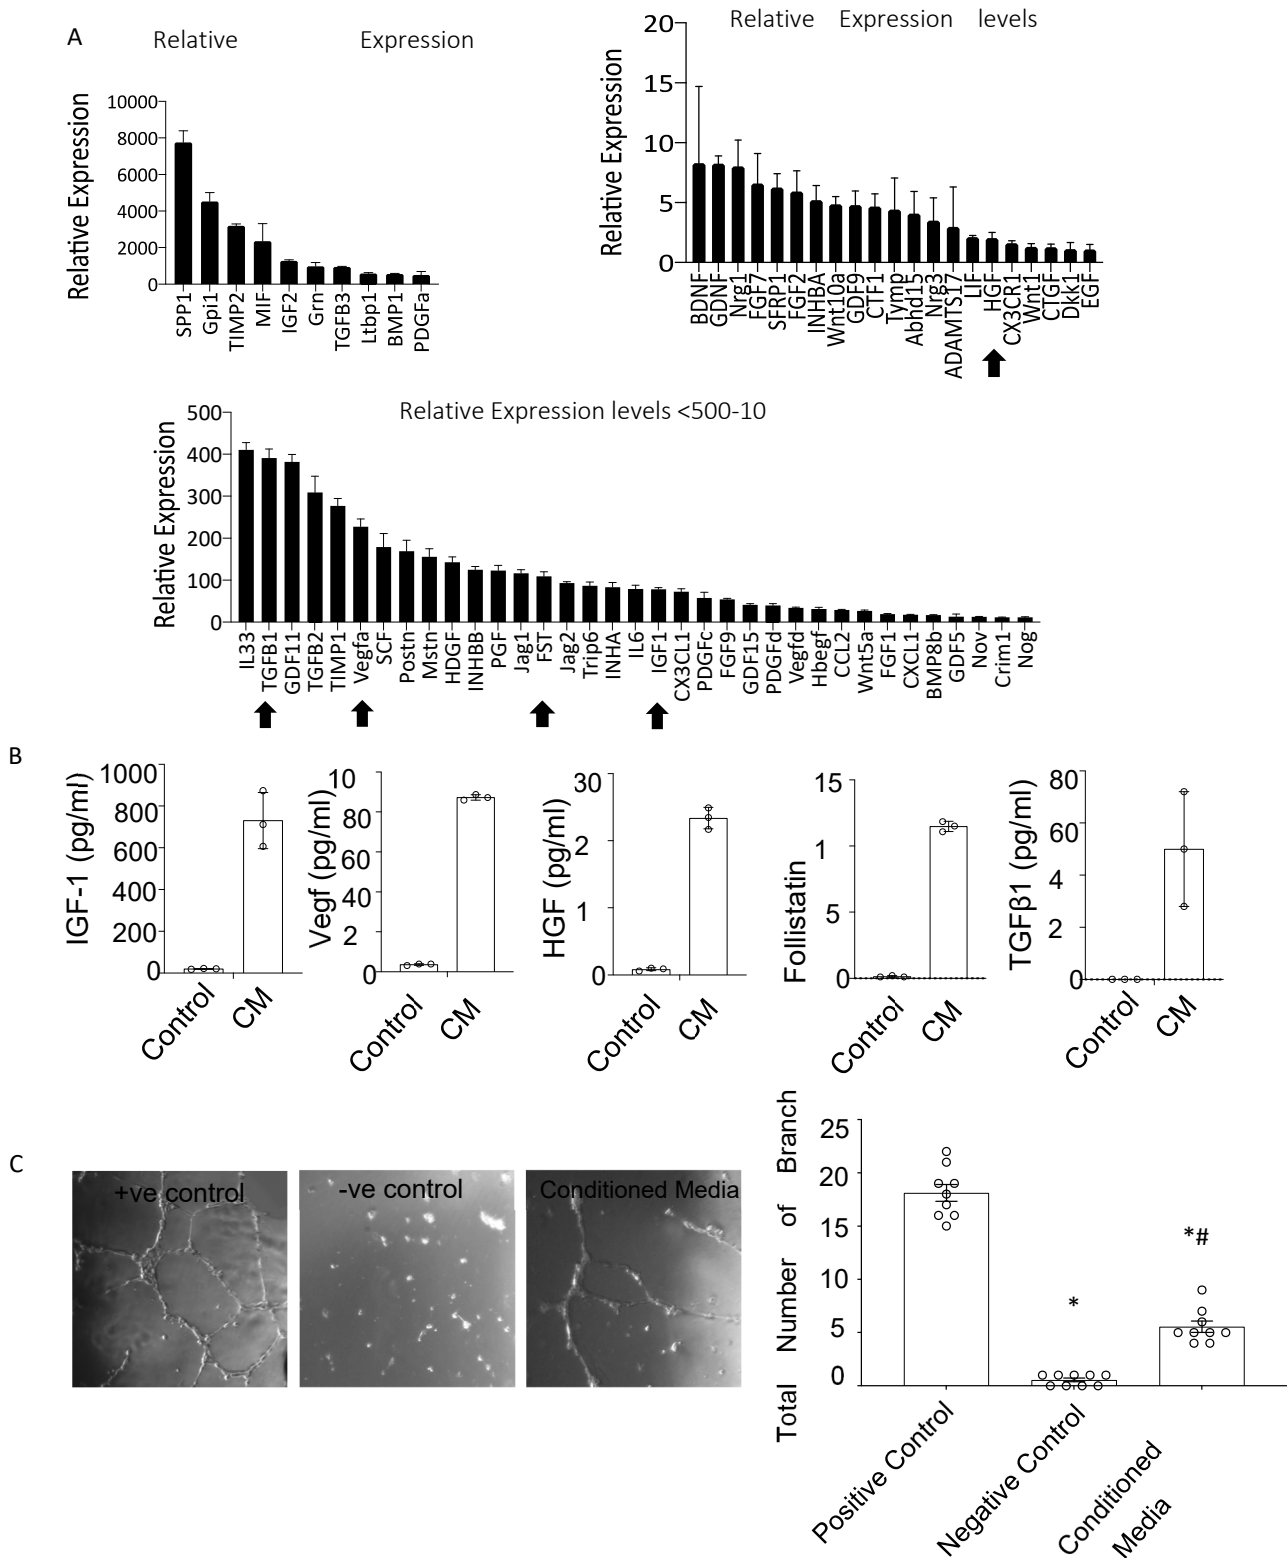 A
Relative Expression
Relative Expression
10000
8000
6000
4000
2000
0
SPP1
Gpi1
TIMP2
MIF
IGF2
Grn
TGFB3
Ltbp1
BMP1
PDGFa
Relative Expression levels
Relative Expression
20
15
10
5
0
BDNF
GDNF
Nrg1
FGF7
SFRP1
FGF2
INHBA
Wnt10a
GDF9
CTF1
Tymp
Abhd15
Nrg3
ADAMTS17
LIF
HGF
CX3CR1
Wnt1
CTGF
Dkk1
EGF
Relative Expression levels <500-10
Relative Expression
500
400
300
200
100
0
IL33
TGFB1
GDF11
TGFB2
TIMP1
Vegfa
SCF
Postn
Mstn
HDGF
INHBB
PGF
Jag1
FST
Jag2
Trip6
INHA
IL6
IGF1
CX3CL1
PDGFc
FGF9
GDF15
PDGFd
Vegfd
Hbegf
CCL2
Wnt5a
FGF1
CXCL1
BMP8b
GDF5
Nov
Crim1
Nog
B
IGF-1 (pg/ml)
1000
800
600
400
200
0
Control
CM
Vegf (pg/ml)
10
80
60
40
2
0
Control
CM
HGF (pg/ml)
30
2
1
0
Control
CM
Follistatin
15
1
5
0
Control
CM
TGFβ1 (pg/ml)
80
60
4
2
0
Control
CM
C
+ve control
-ve control
Conditioned Media
Total Number of Branch
25
20
15
10
5
0
*
*#
Positive Control
Negative Control
Conditioned
Media